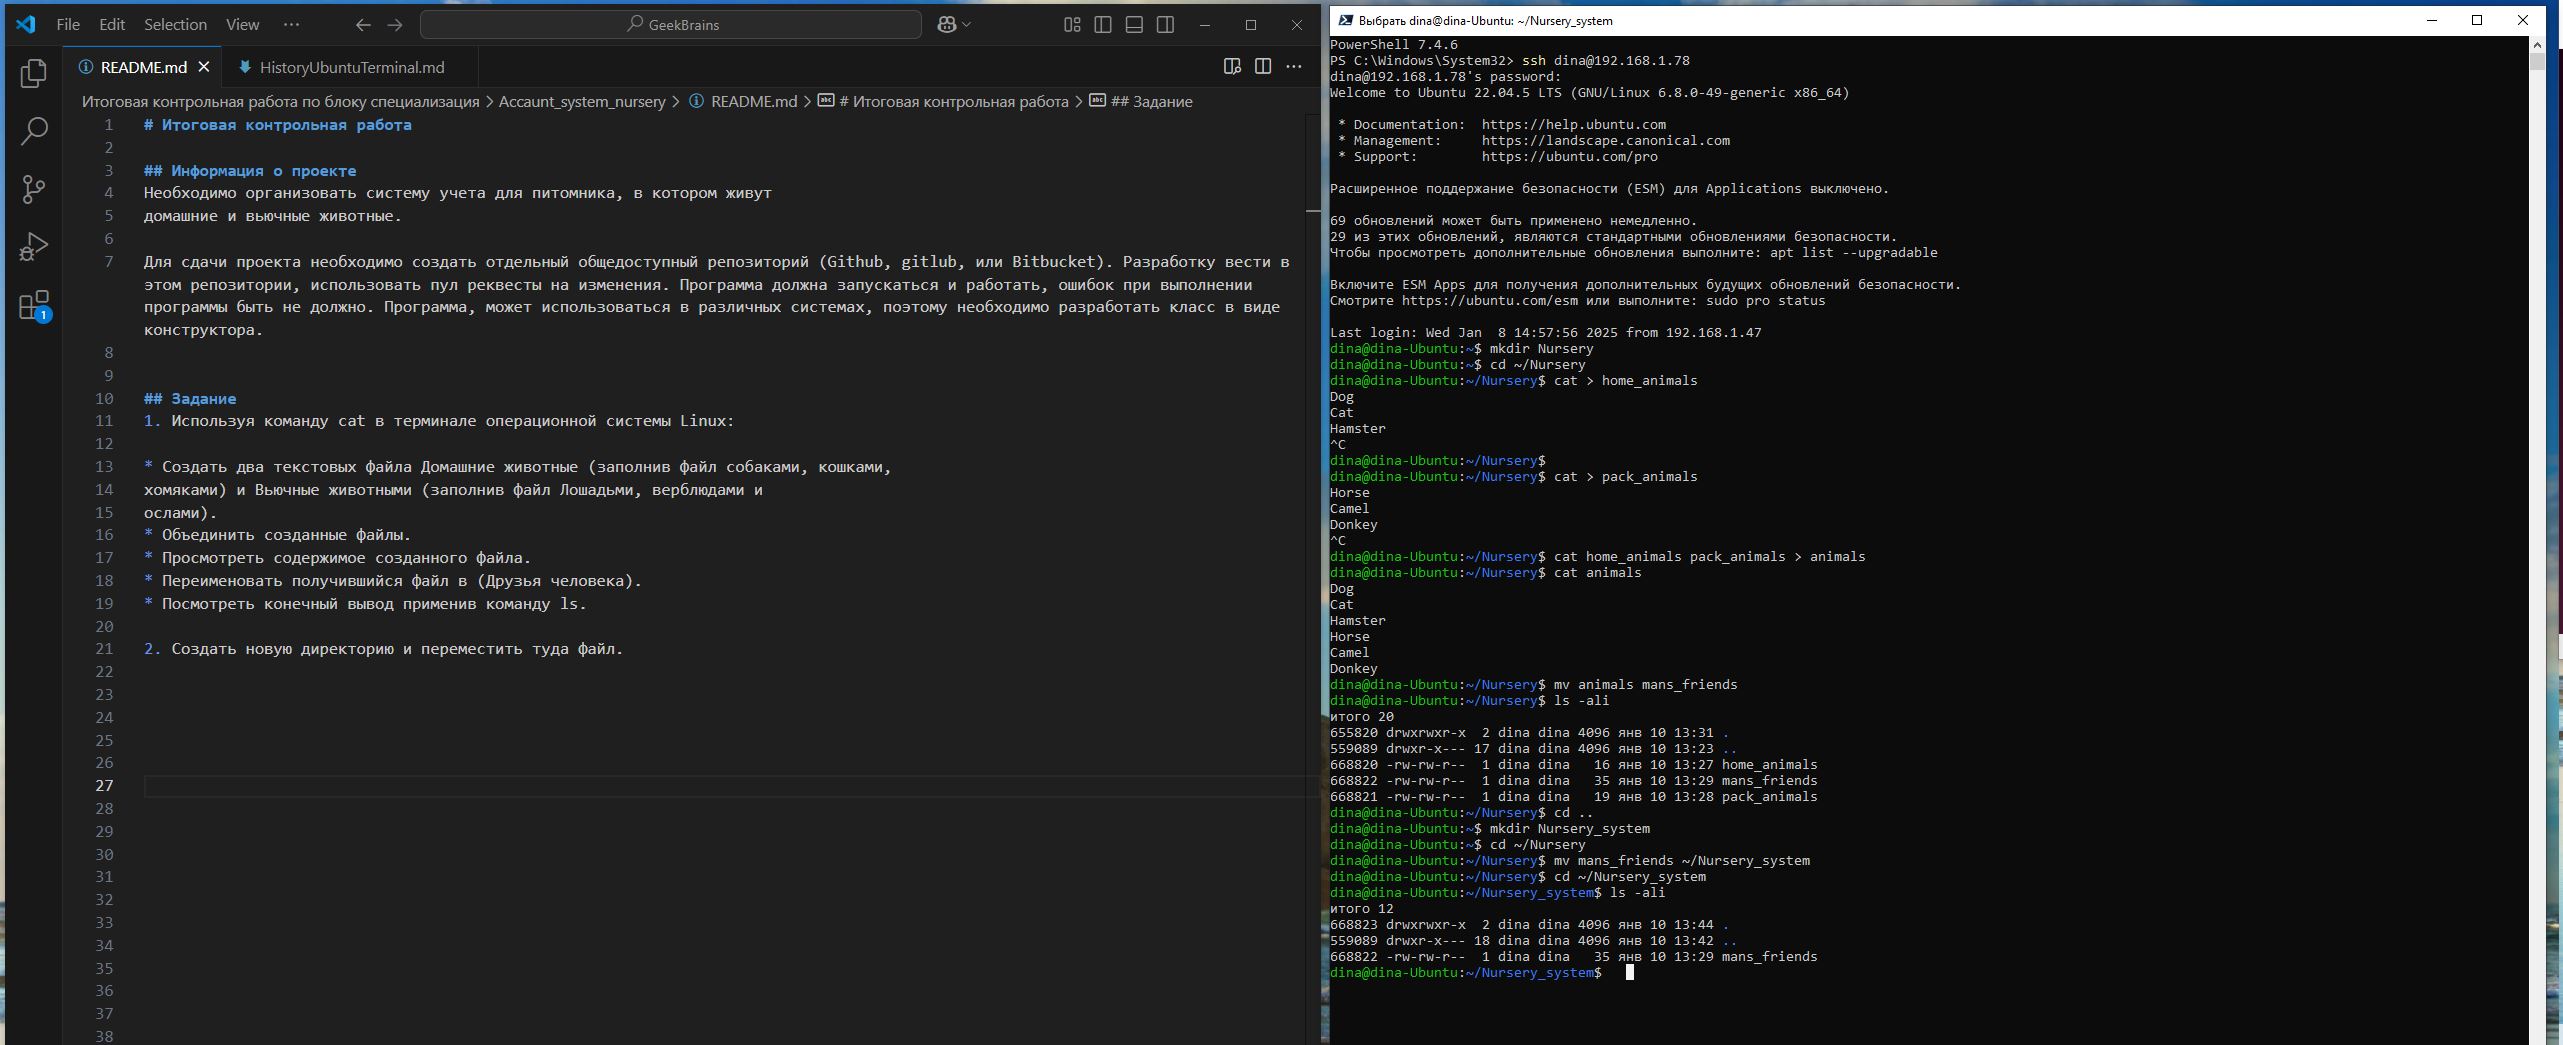 File Edit Selection View ···
GeekBrains
README.md
HistoryUbuntuTerminal.md
Итоговая контрольная работа по блоку специализация > Accaunt_system_nursery > README.md > # Итоговая контрольная работа > ## Задание
1 # Итоговая контрольная работа
2
3 ## Информация о проекте
4 Необходимо организовать систему учета для питомника, в котором живут
5 домашние и вьючные животные.
6
7 Для сдачи проекта необходимо создать отдельный общедоступный репозиторий (Github, gitlub, или Bitbucket). Разработку вести в
этом репозитории, использовать пул реквесты на изменения. Программа должна запускаться и работать, ошибок при выполнении
программы быть не должно. Программа, может использоваться в различных системах, поэтому необходимо разработать класс в виде
конструктора.
8
9
10 ## Задание
11 1. Используя команду cat в терминале операционной системы Linux:
12
13 * Создать два текстовых файла Домашние животные (заполнив файл собаками, кошками,
14 хомяками) и Вьючные животными (заполнив файл Лошадьми, верблюдами и
15 ослами).
16 * Объединить созданные файлы.
17 * Просмотреть содержимое созданного файла.
18 * Переименовать получившийся файл в (Друзья человека).
19 * Посмотреть конечный вывод применив команду ls.
20
21 2. Создать новую директорию и переместить туда файл.
22
23
24
25
26
27
28
29
30
31
32
33
34
35
36
37
38
1
Выбрать dina@dina-Ubuntu: ~/Nursery_system
PowerShell 7.4.6
PS C:\Windows\System32> ssh dina@192.168.1.78
dina@192.168.1.78's password:
Welcome to Ubuntu 22.04.5 LTS (GNU/Linux 6.8.0-49-generic x86_64)
* Documentation: https://help.ubuntu.com
* Management: https://landscape.canonical.com
* Support: https://ubuntu.com/pro
Расширенное поддержание безопасности (ESM) для Applications выключено.
69 обновлений может быть применено немедленно.
29 из этих обновлений, являются стандартными обновлениями безопасности.
Чтобы просмотреть дополнительные обновления выполните: apt list --upgradable
Включите ESM Apps для получения дополнительных будущих обновлений безопасности.
Смотрите https://ubuntu.com/esm или выполните: sudo pro status
Last login: Wed Jan  8 14:57:56 2025 from 192.168.1.47
dina@dina-Ubuntu:~$ mkdir Nursery
dina@dina-Ubuntu:~$ cd ~/Nursery
dina@dina-Ubuntu:~/Nursery$ cat > home_animals
Dog
Cat
Hamster
^C
dina@dina-Ubuntu:~/Nursery$
dina@dina-Ubuntu:~/Nursery$ cat > pack_animals
Horse
Camel
Donkey
^C
dina@dina-Ubuntu:~/Nursery$ cat home_animals pack_animals > animals
dina@dina-Ubuntu:~/Nursery$ cat animals
Dog
Cat
Hamster
Horse
Camel
Donkey
dina@dina-Ubuntu:~/Nursery$ mv animals mans_friends
dina@dina-Ubuntu:~/Nursery$ ls -ali
итого 20
655820 drwxrwxr-x  2 dina dina 4096 янв 10 13:31 .
559089 drwxr-x--- 17 dina dina 4096 янв 10 13:23 ..
668820 -rw-rw-r--  1 dina dina   16 янв 10 13:27 home_animals
668822 -rw-rw-r--  1 dina dina   35 янв 10 13:29 mans_friends
668821 -rw-rw-r--  1 dina dina   19 янв 10 13:28 pack_animals
dina@dina-Ubuntu:~/Nursery$ cd ..
dina@dina-Ubuntu:~$ mkdir Nursery_system
dina@dina-Ubuntu:~$ cd ~/Nursery
dina@dina-Ubuntu:~/Nursery$ mv mans_friends ~/Nursery_system
dina@dina-Ubuntu:~/Nursery$ cd ~/Nursery_system
dina@dina-Ubuntu:~/Nursery_system$ ls -ali
итого 12
668823 drwxrwxr-x  2 dina dina 4096 янв 10 13:44 .
559089 drwxr-x--- 18 dina dina 4096 янв 10 13:42 ..
668822 -rw-rw-r--  1 dina dina   35 янв 10 13:29 mans_friends
dina@dina-Ubuntu:~/Nursery_system$